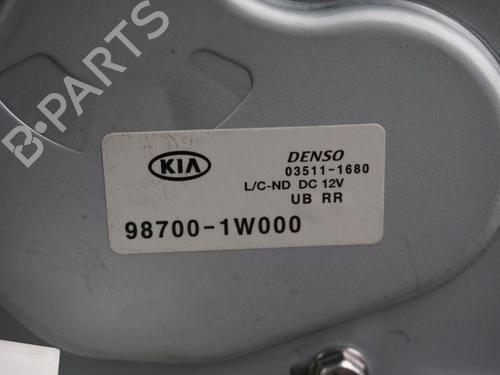 B-PARTS
KIA
DENSO
03511-1680
L/C-ND DC 12V
UB RR
98700-1W000